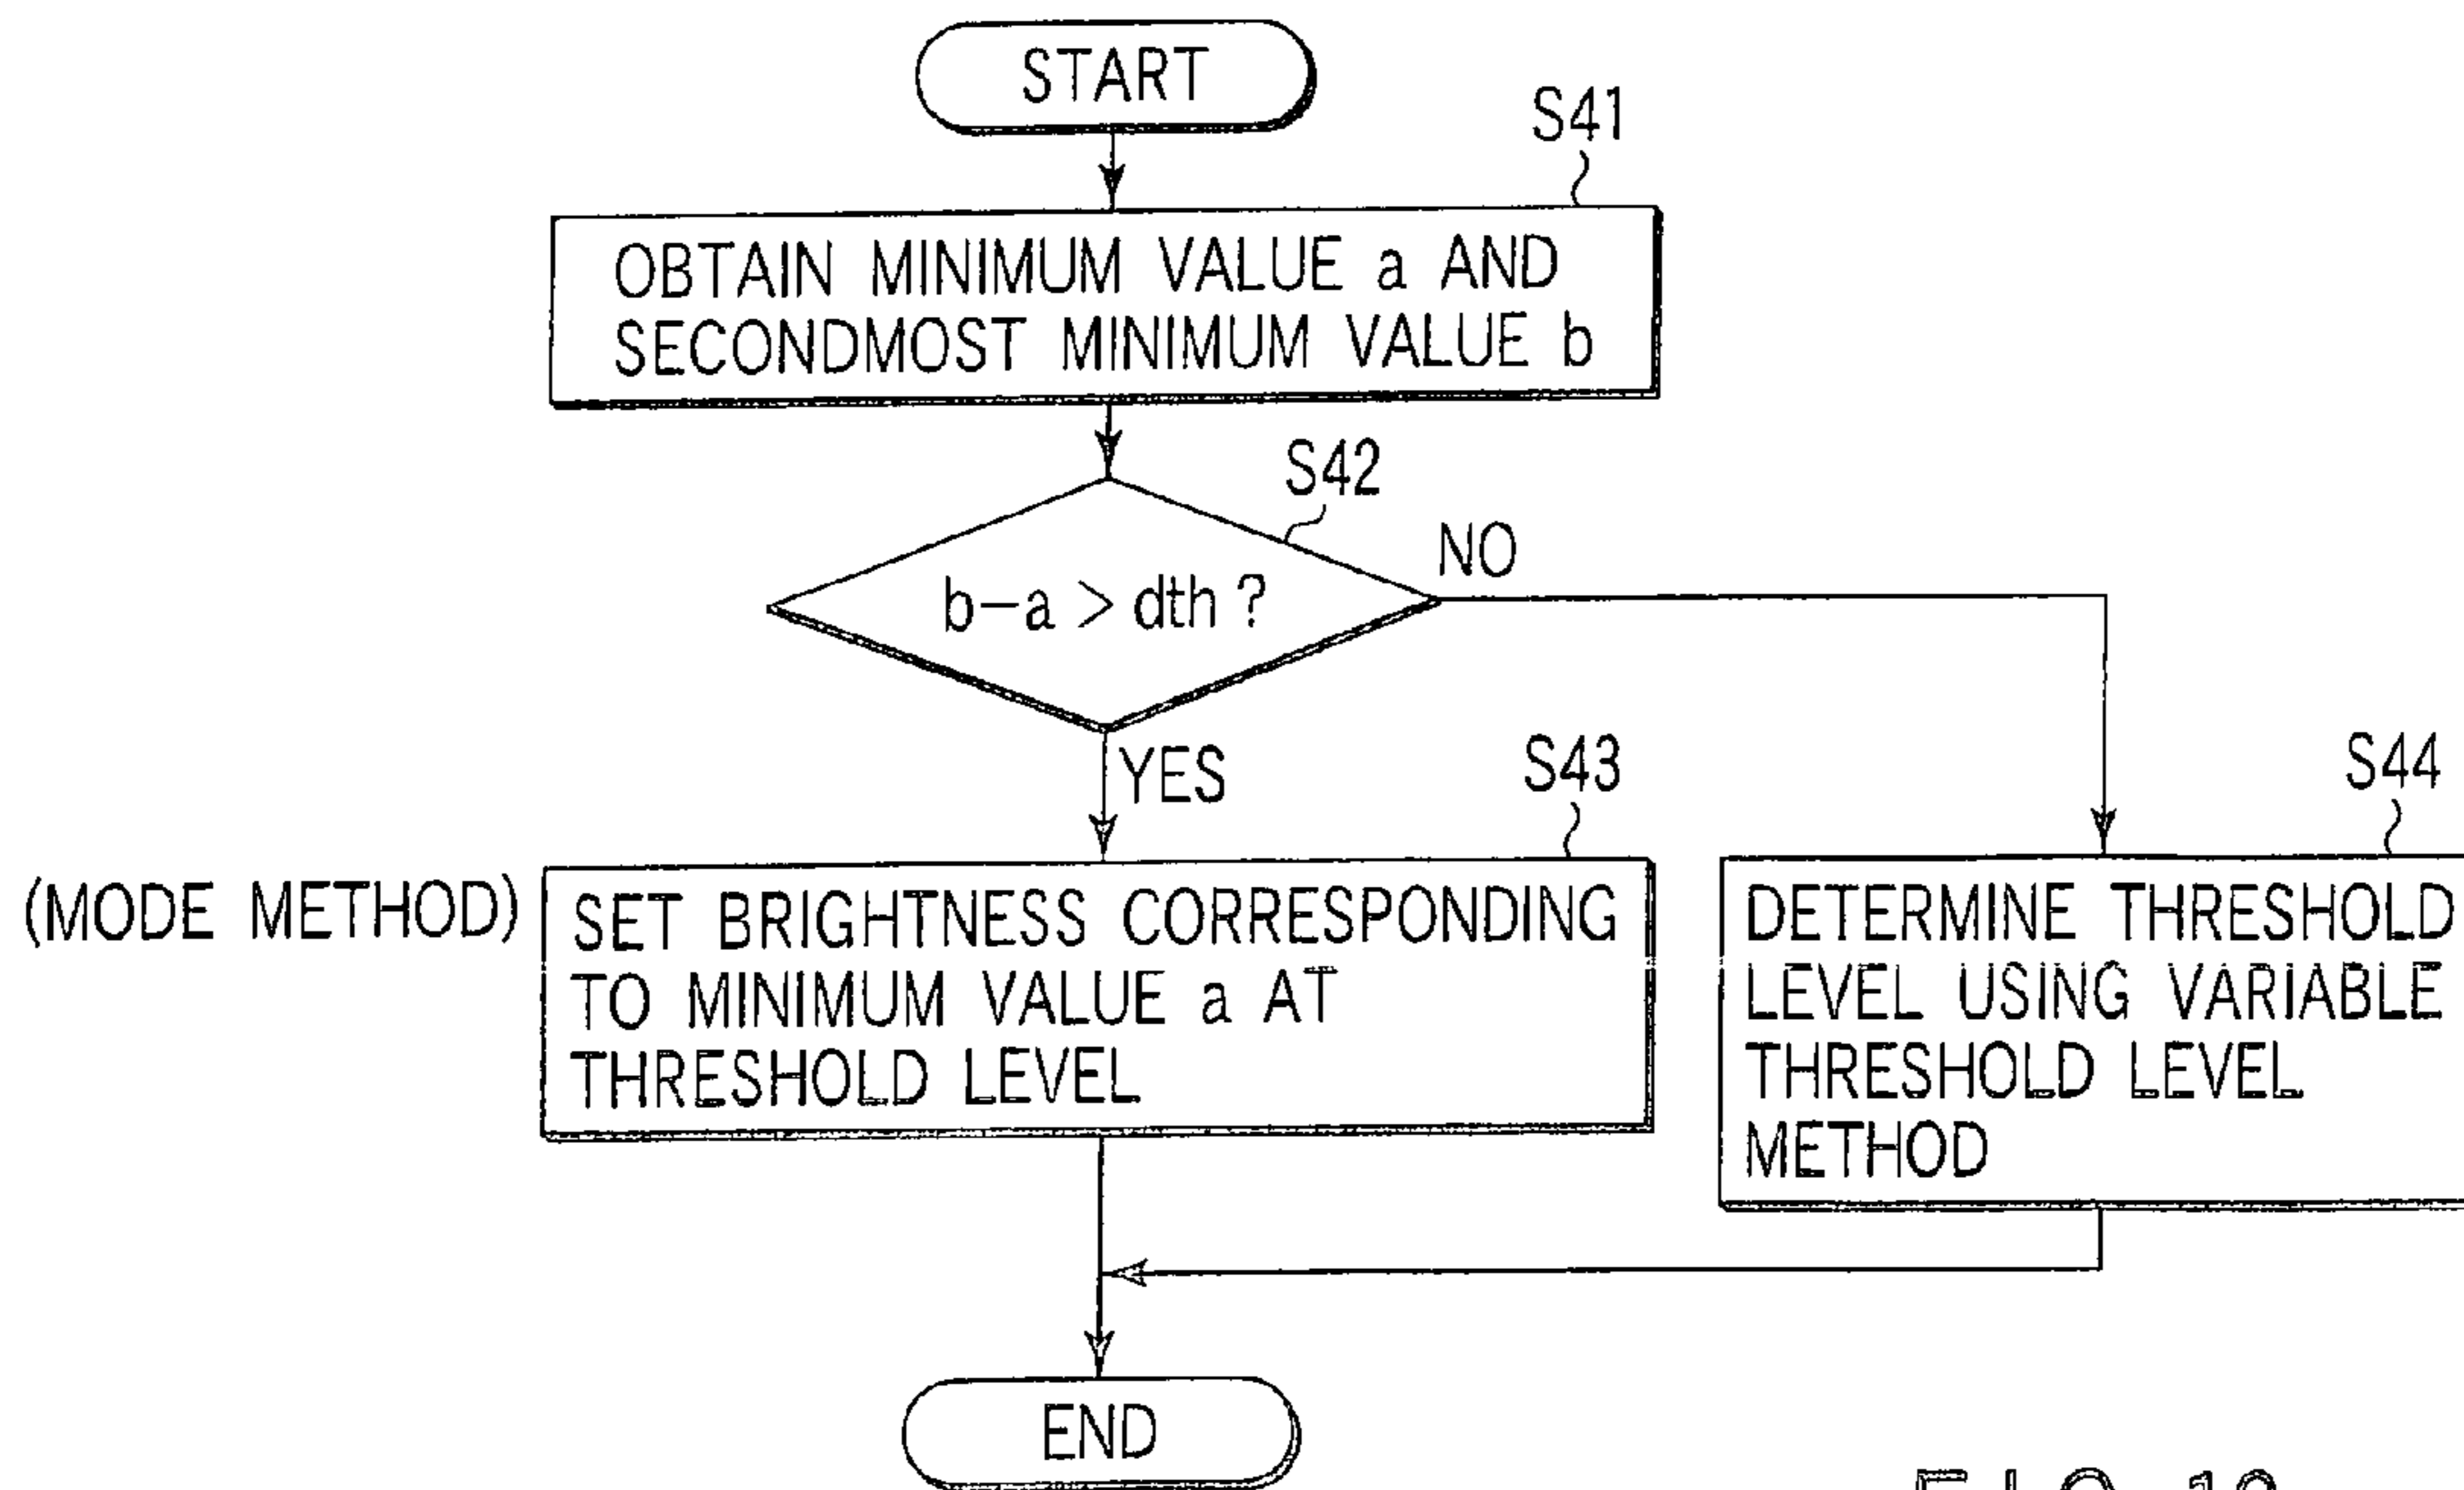 START
S41
OBTAIN MINIMUM VALUE a AND
SECONDMOST MINIMUM VALUE b
S42
b-a > dth ?
NO
YES
S43
S44
(MODE METHOD)
SET BRIGHTNESS CORRESPONDING
TO MINIMUM VALUE a AT
THRESHOLD LEVEL
DETERMINE THRESHOLD
LEVEL USING VARIABLE
THRESHOLD LEVEL
METHOD
END